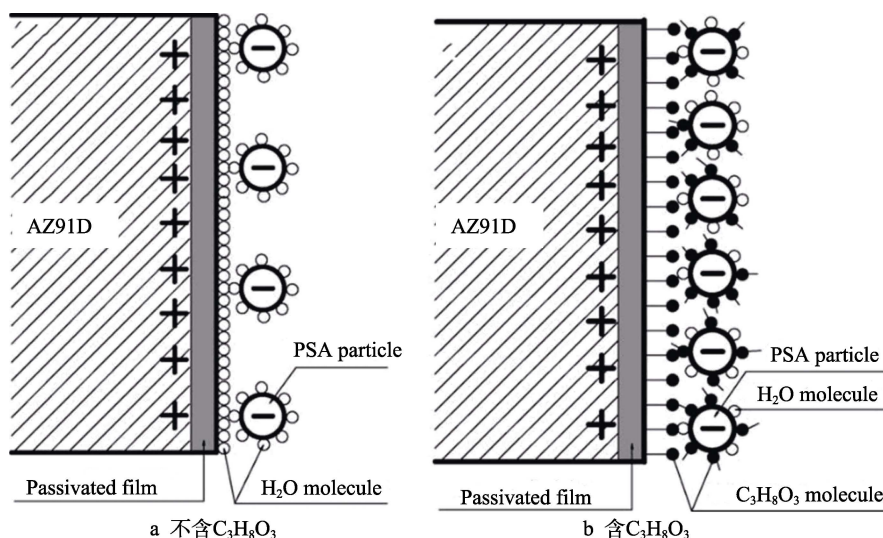 AZ91D
PSA particle
Passivated film
H₂O molecule
a 不含C₃H₈O₃
AZ91D
PSA particle
H₂O molecule
Passivated film
C₃H₈O₃ molecule
b 含C₃H₈O₃